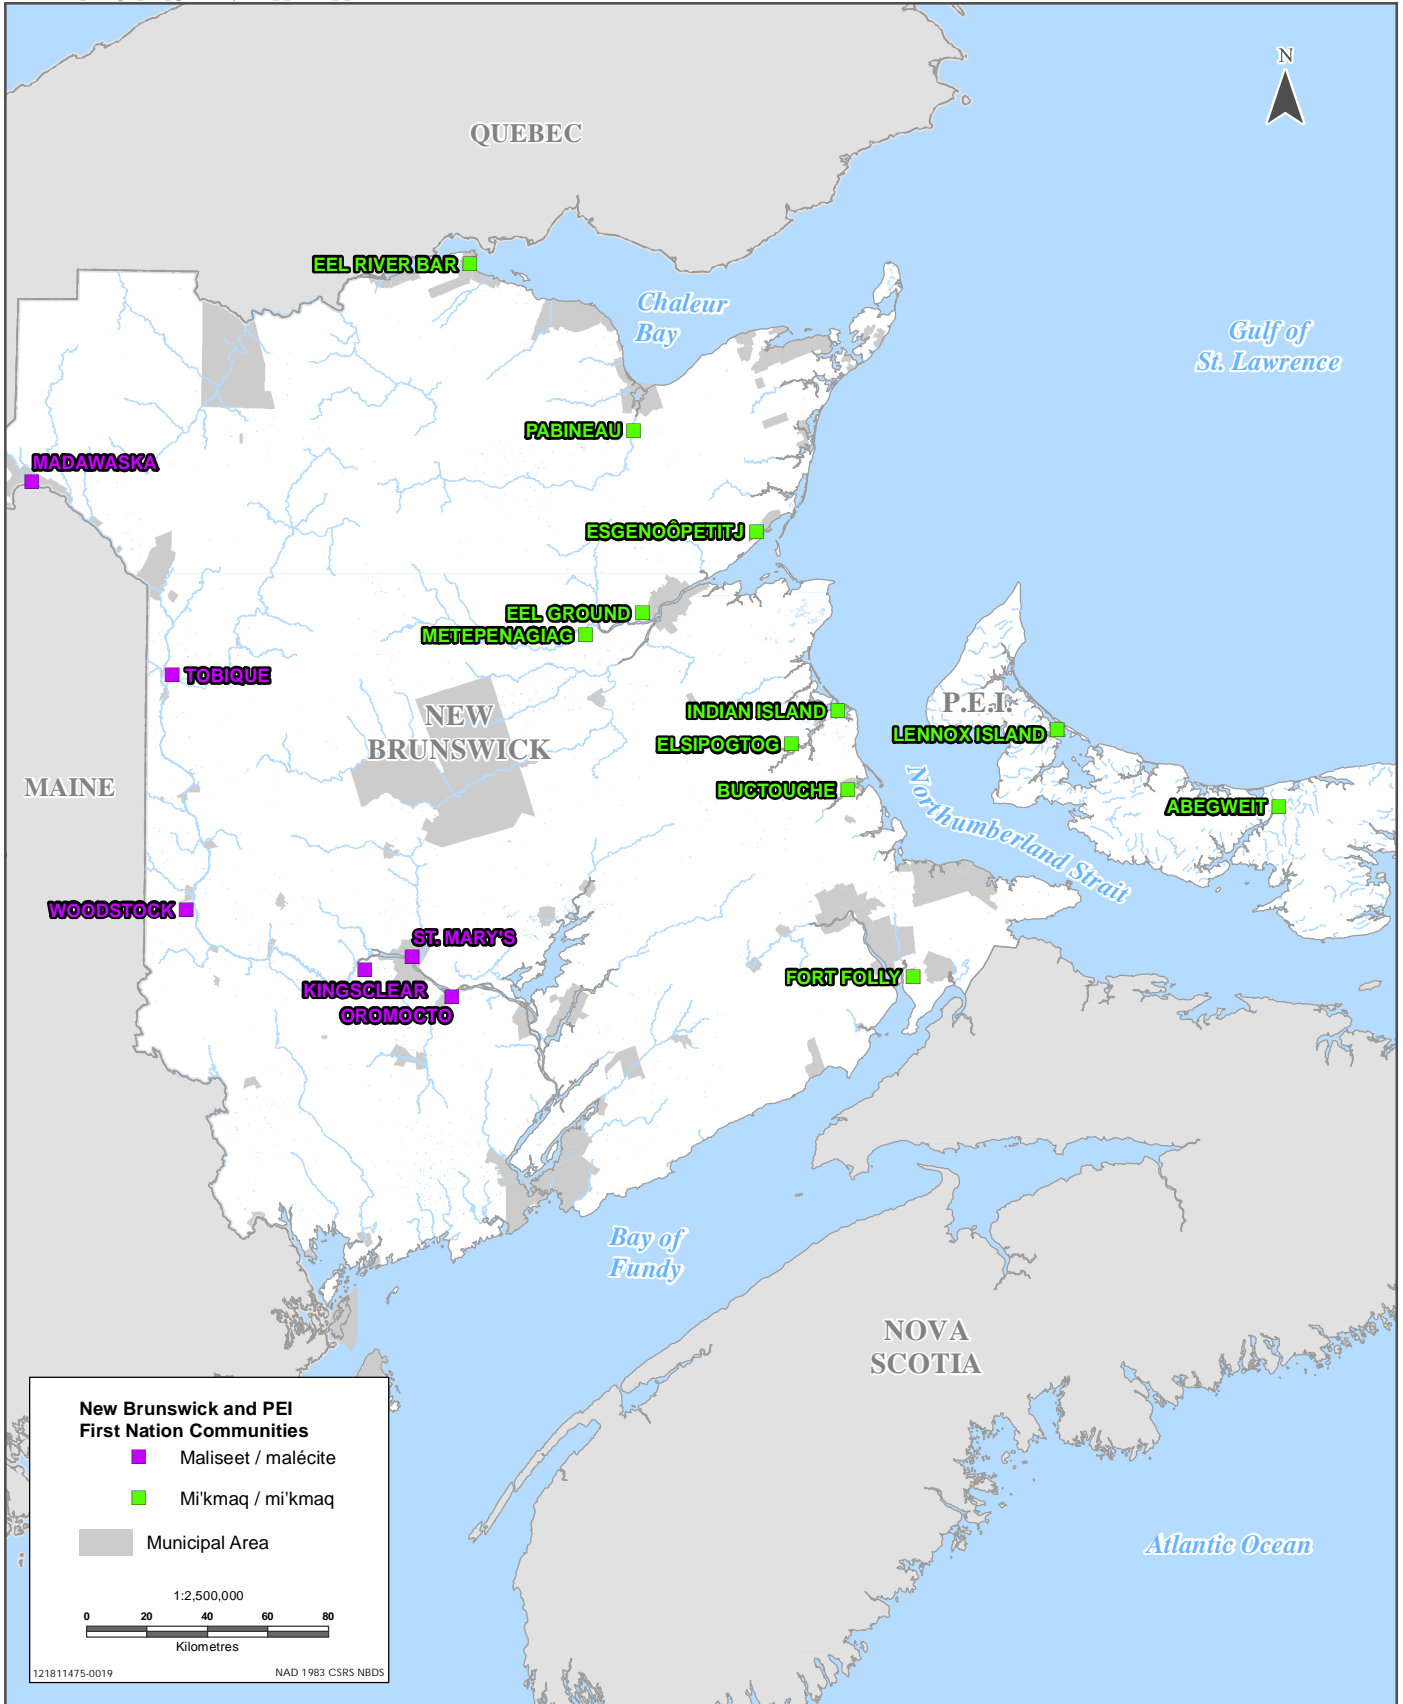 N
QUEBEC
EEL RIVER BAR
Chaleur
Bay
Gulf of
St. Lawrence
PABINEAU
MADAWASKA
ESGENOÔPETITJ
EEL GROUND
METEPENAGIAG
TOBIQUE
NEW
BRUNSWICK
INDIAN ISLAND
P.E.I.
LENNOX ISLAND
ELSIPOGTOG
MAINE
BUCTOUCHE
Northumberland Strait
ABEGWEIT
WOODSTOCK
ST. MARY'S
KINGSCLEAR
OROMOCTO
FORT FOLLY
Bay of
Fundy
NOVA
SCOTIA
Atlantic Ocean
New Brunswick and PEI
First Nation Communities
Maliseet / malécite
Mi'kmaq / mi'kmaq
Municipal Area
1:2,500,000
0 20 40 60 80
Kilometres
121811475-0019 NAD 1983 CSRS NBDS